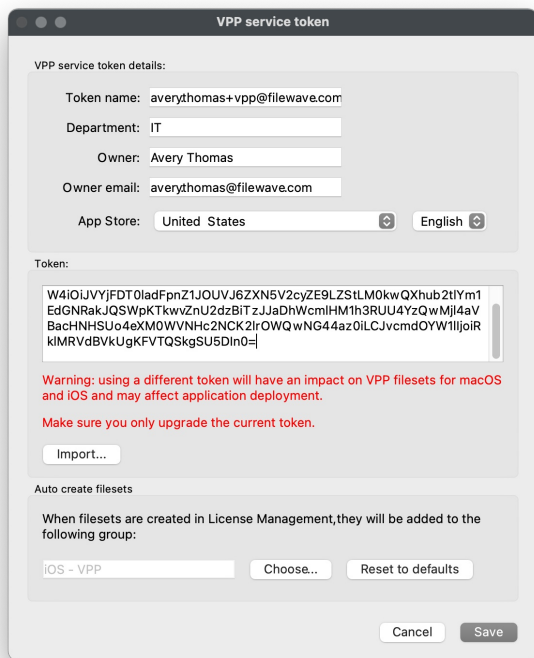 VPP service token
VPP service token details:
Token name: avery.thomas+vpp@filewave.com
Department: IT
Owner: Avery Thomas
Owner email: avery.thomas@filewave.com
App Store: United States English
Token:
W4iOiJVYjFDT0ladFpnZ1JOUVJ6ZXN5V2cyZE9LZStLM0kwQXhub2tlYm1
EdGNRakJQSWpKTkwvZnU2dzBiTzJJaDhWcmlHM1h3RUU4YzQwMjl4aV
BacHNHSUo4eXM0WVNHc2NCK2lrOWQwNG44az0iLCJvcmdOYW1lIjoiR
klMRVdBVkUgKFVTQSkgSU5DIn0=
Warning: using a different token will have an impact on VPP filesets for macOS
and iOS and may affect application deployment.
Make sure you only upgrade the current token.
Import...
Auto create filesets
When filesets are created in License Management,they will be added to the
following group:
iOS - VPP Choose... Reset to defaults
Cancel Save